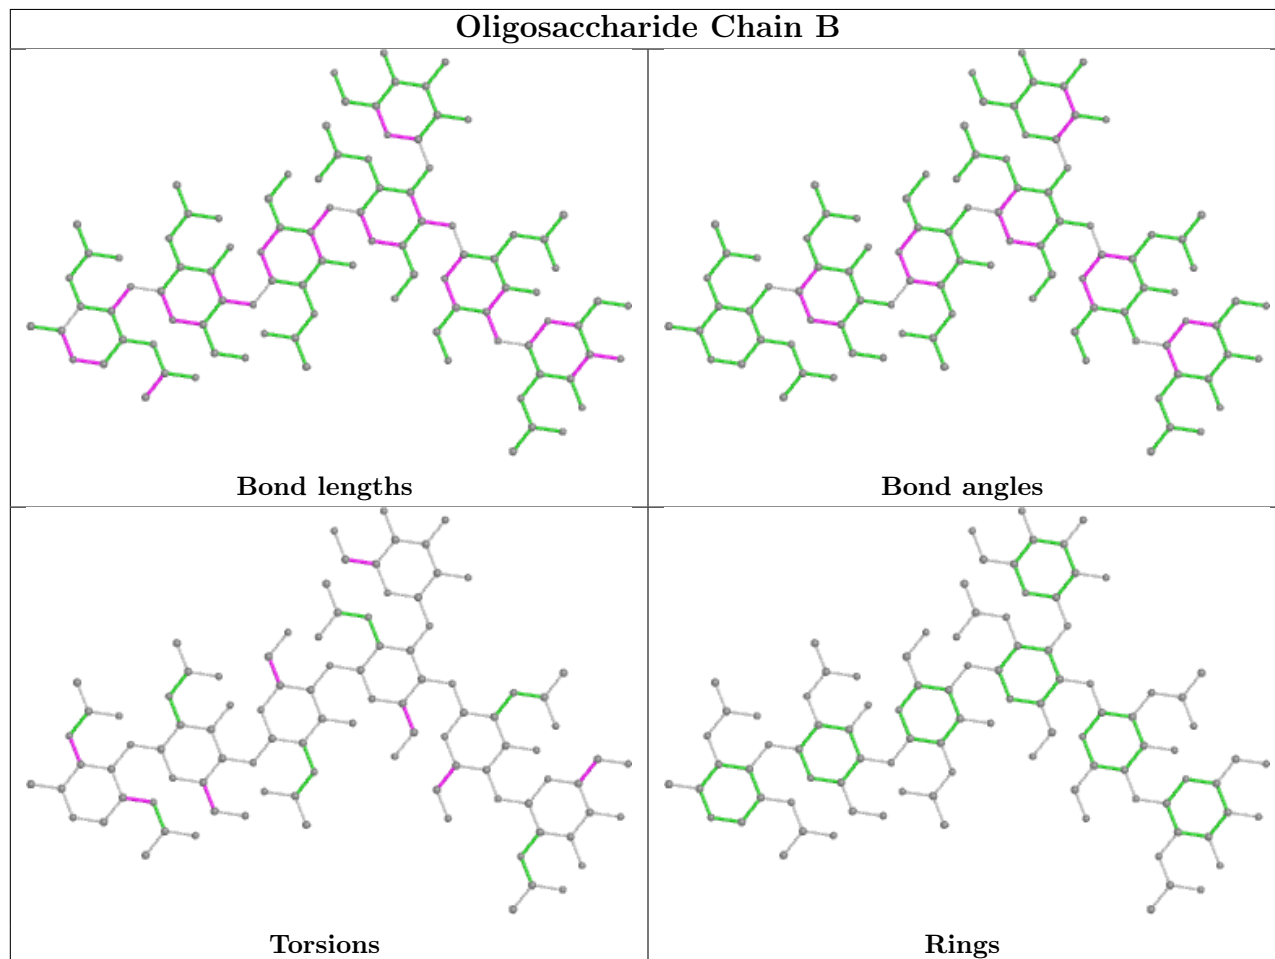 Oligosaccharide Chain B
Bond lengths
Bond angles
Torsions
Rings